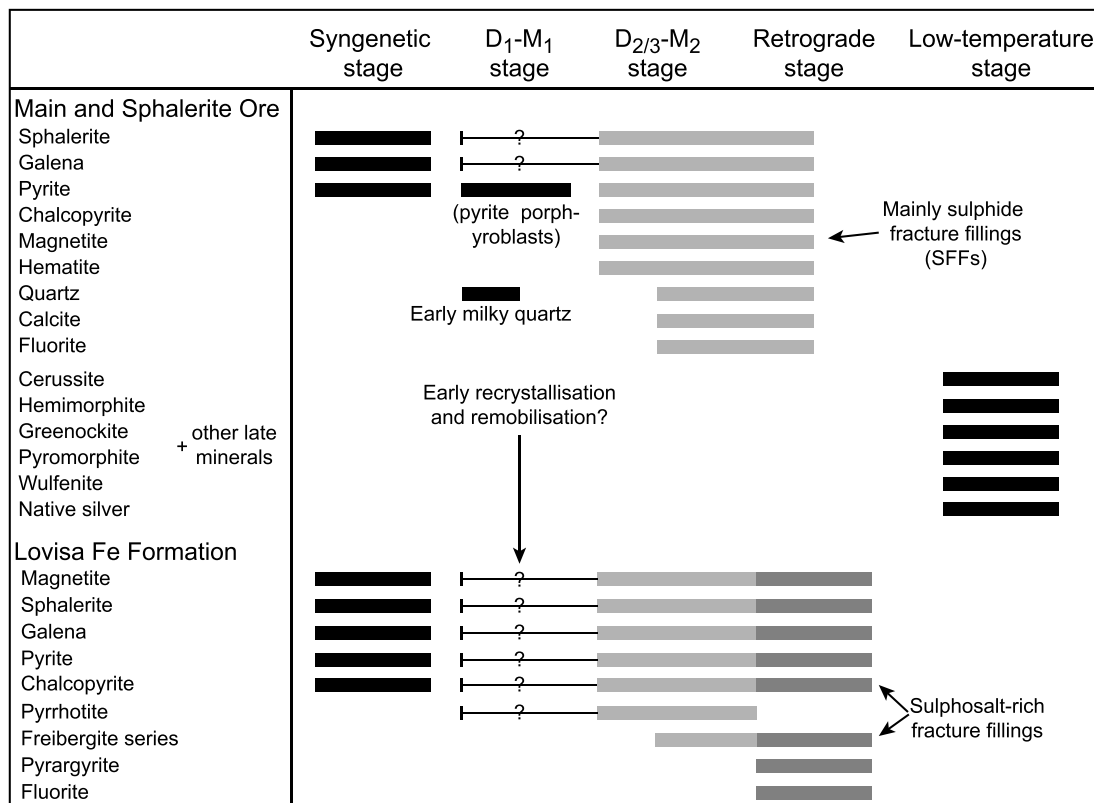 Syngenetic stage
D1-M1 stage
D2/3-M2 stage
Retrograde stage
Low-temperature stage
Main and Sphalerite Ore
Sphalerite
?
Galena
?
Pyrite
(pyrite porph-
yroblasts)
Chalcopyrite
Magnetite
Hematite
Mainly sulphide
fracture fillings
(SFFs)
Quartz
Early milky quartz
Calcite
Fluorite
Cerussite
Hemimorphite
Greenockite
Pyromorphite
+ other late
minerals
Wulfenite
Native silver
Early recrystallisation
and remobilisation?
Lovisa Fe Formation
Magnetite
?
Sphalerite
?
Galena
?
Pyrite
?
Chalcopyrite
?
Pyrrhotite
?
Sulphosalt-rich
fracture fillings
Freibergite series
Pyrargyrite
Fluorite